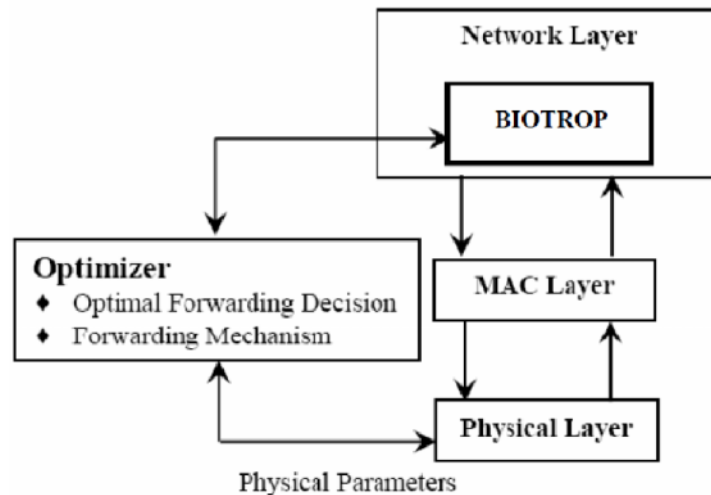 Network Layer
BIOTROP
Optimizer
♦ Optimal Forwarding Decision
♦ Forwarding Mechanism
MAC Layer
Physical Layer
Physical Parameters